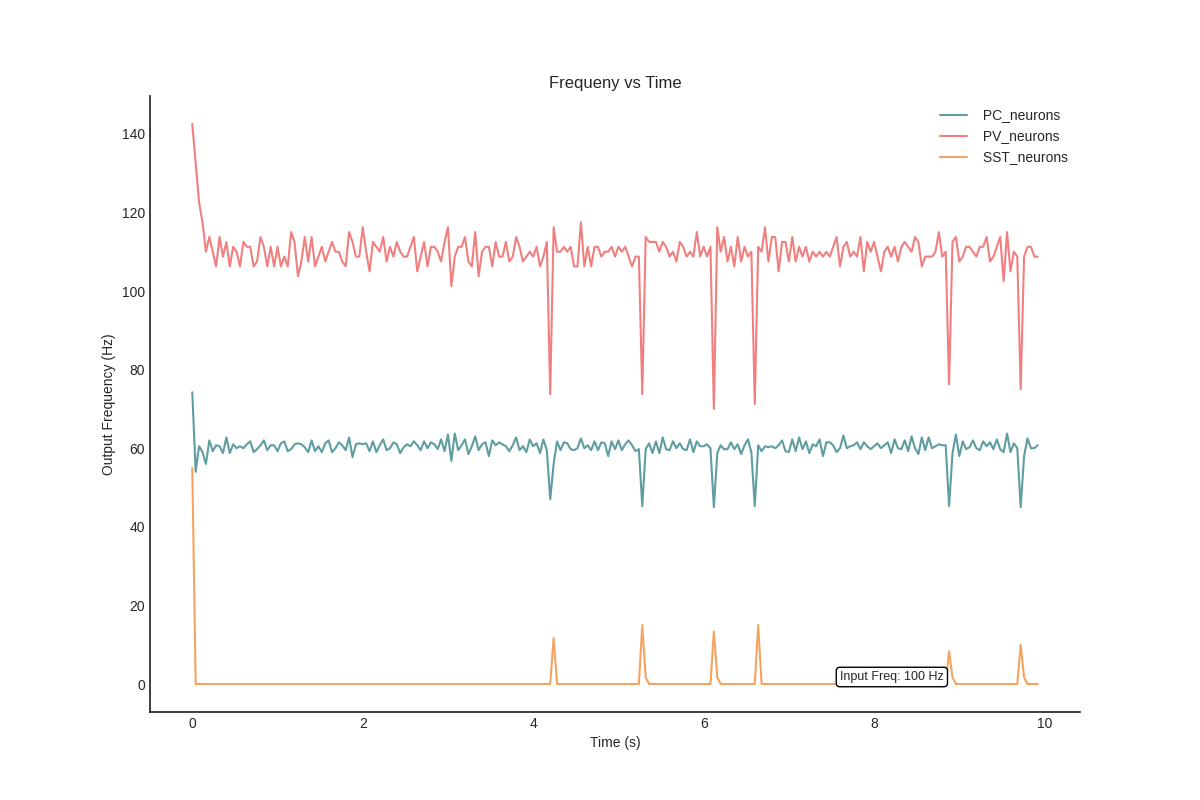 Frequeny vs Time
PC_neurons
PV_neurons
SST_neurons
Output Frequency (Hz)
140
120
100
80
60
40
20
0
Input Freq: 100 Hz
0 2 4 6 8 10
Time (s)